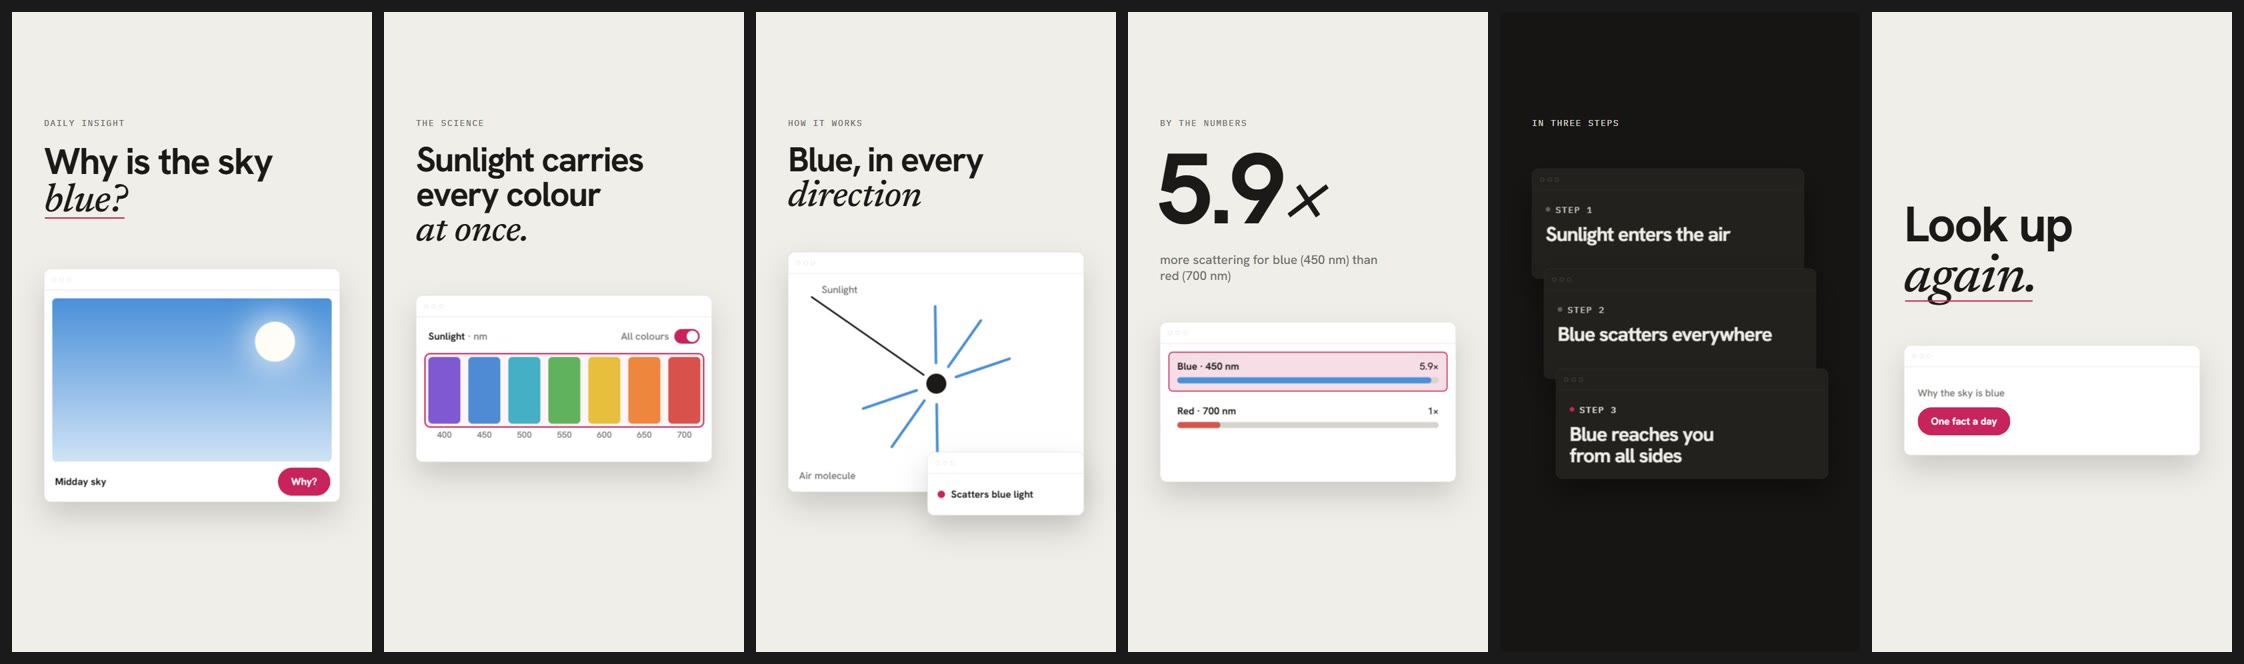 DAILY INSIGHT
Why is the sky
blue?
Midday sky
Why?
THE SCIENCE
Sunlight carries
every colour
at once.
Sunlight · nm
All colours
400 450 500 550 600 650 700
HOW IT WORKS
Blue, in every
direction
Sunlight
Air molecule
Scatters blue light
BY THE NUMBERS
5.9×
more scattering for blue (450 nm) than
red (700 nm)
Blue · 450 nm 5.9×
Red · 700 nm 1×
IN THREE STEPS
STEP 1
Sunlight enters the air
STEP 2
Blue scatters everywhere
STEP 3
Blue reaches you
from all sides
Look up
again.
Why the sky is blue
One fact a day